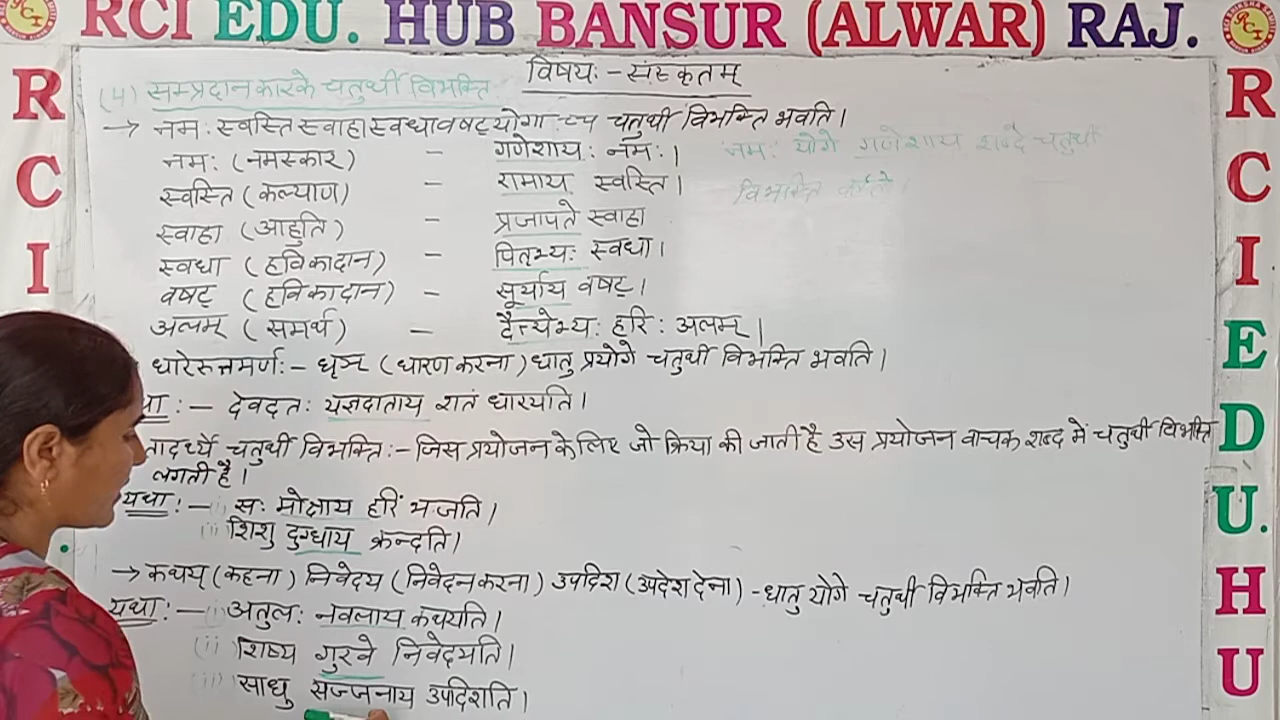 RCI EDU. HUB BANSUR (ALWAR) RAJ.
विषयः - संस्कृतम्
(4) सम्प्रदान कारके चतुर्थी विभक्ति
→ नमः स्वस्ति स्वाहा स्वधा वषट् योगा च्च चतुर्थी विभक्ति भवति।
नमः (नमस्कार) - गणेशायः नमः।
नमः योगे गणेशाय शब्दे चतुर्थी
विभक्ति
स्वस्ति (कल्याण) - रामाय स्वस्ति।
स्वाहा (आहुति) - प्रजापते स्वाहा
स्वधा (हविकादान) - पितृभ्यः स्वधा।
वषट् (हविकादान) - सूर्याय वषट्।
अलम् (समर्थ) - दैत्येभ्यः हरिः अलम्।
धारेरुत्तमर्णः - धृञ (धारण करना) धातु प्रयोगे चतुर्थी विभक्ति भवति।
था :- देवदतः यज्ञदाताय शतं धारयति।
तादर्थ्ये चतुर्थी विभक्तिः - जिस प्रयोजन के लिए जो क्रिया की जाती है उस प्रयोजन वाचक शब्द में चतुर्थी विभक्ति
लगती है।
यथा :- (i) सः मोक्षाय हरिं भजति।
(ii) शिशु दुग्धाय क्रन्दति।
→ कथय् (कहना) निवेदय (निवेदन करना) उपदिश (उपदेश देना) - धातु योगे चतुर्थी विभक्ति भवति।
यथा :- (i) अतुलः नवलाय कथयति।
(ii) शिष्य गुरवे निवेदयति।
(iii) साधु सज्जनाय उपदिशति।
R C I
R C I E D U. H U